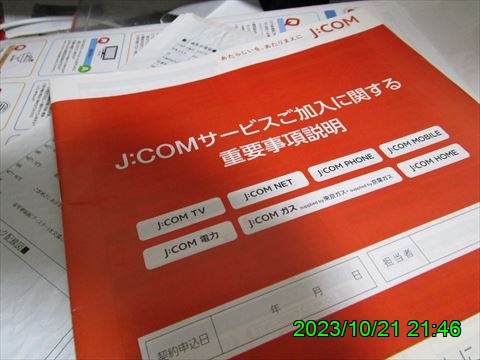 あたらしいを、あたりまえに J:COM
J:COMサービスご加入に関する
重要事項説明
J:COM TV
J:COM NET
J:COM PHONE
J:COM MOBILE
J:COM 電力
J:COM ガス supplied by 東京ガス・supplied by 京葉ガス
J:COM HOME
契約申込日 年 月 日 担当者
2023/10/21 21:46